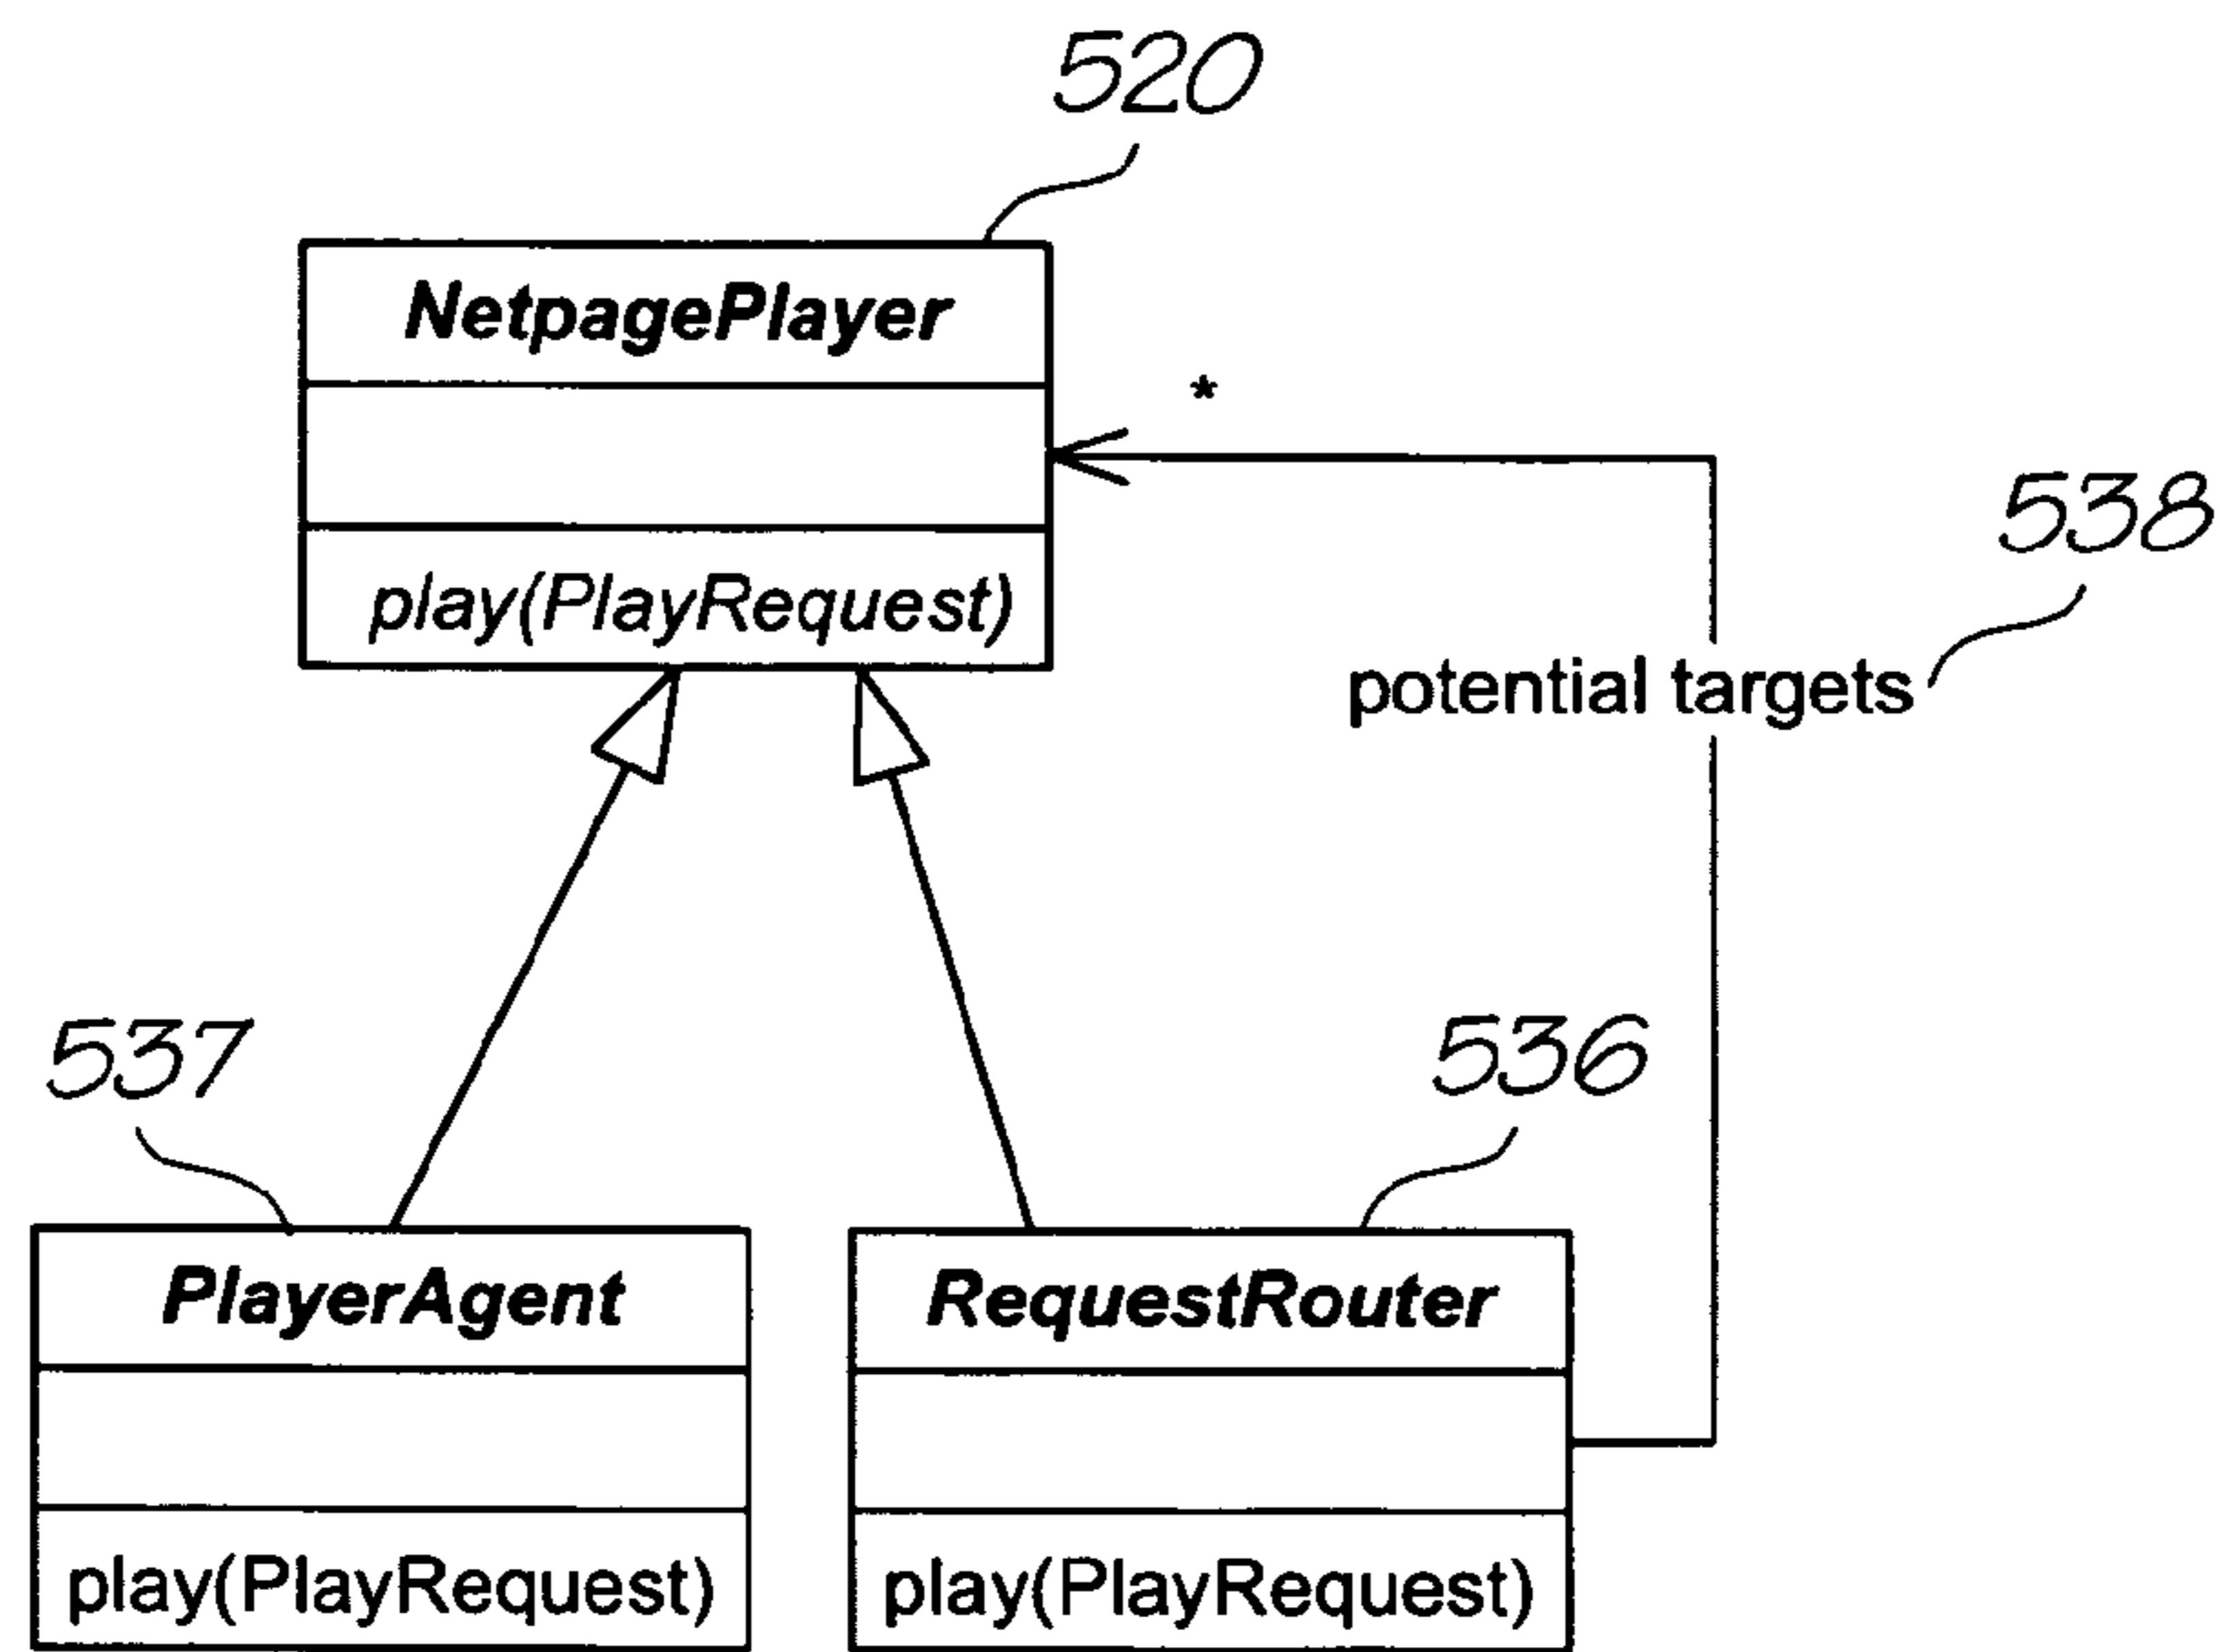 520
NetpagePlayer
*
538
play(PlayRequest)
potential targets
537
536
PlayerAgent
RequestRouter
play(PlayRequest)
play(PlayRequest)